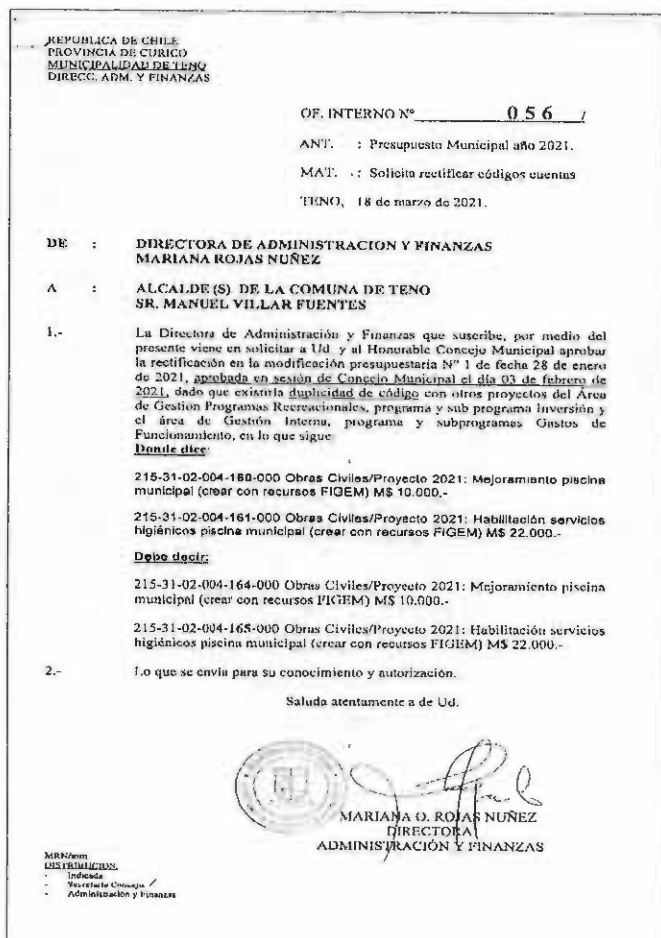 REPUBLICA DE CHILE
PROVINCIA DE CURICO
MUNICIPALIDAD DE TENO
DIRECC. ADM. Y FINANZAS
OF. INTERNO N° 056 /
ANT. : Presupuesto Municipal año 2021.
MAT. : Solicita rectificar códigos cuentas
TENO, 18 de marzo de 2021.
DE : DIRECTORA DE ADMINISTRACION Y FINANZAS
MARIANA ROJAS NUÑEZ
A : ALCALDE (S) DE LA COMUNA DE TENO
SR. MANUEL VILLAR FUENTES
1.- La Directora de Administración y Finanzas que suscribe, por medio del
presente viene en solicitar a Ud. y al Honorable Concejo Municipal aprobar
la rectificación en la modificación presupuestaria N° 1 de fecha 28 de enero
de 2021, aprobada en sesión de Concejo Municipal el día 03 de febrero de
2021, dado que existiría duplicidad de código con otros proyectos del Área
de Gestión Programas Recreacionales, programa y sub programa Inversión y
el área de Gestión Interna, programa y subprogramas Gastos de
Funcionamiento, en lo que sigue
Donde dice:
215-31-02-004-160-000 Obras Civiles/Proyecto 2021: Mejoramiento piscina
municipal (crear con recursos FIGEM) M$ 10.000.-
215-31-02-004-161-000 Obras Civiles/Proyecto 2021: Habilitación servicios
higiénicos piscina municipal (crear con recursos FIGEM) M$ 22.000.-
Debe decir:
215-31-02-004-164-000 Obras Civiles/Proyecto 2021: Mejoramiento piscina
municipal (crear con recursos FIGEM) M$ 10.000.-
215-31-02-004-165-000 Obras Civiles/Proyecto 2021: Habilitación servicios
higiénicos piscina municipal (crear con recursos FIGEM) M$ 22.000.-
2.- Lo que se envía para su conocimiento y autorización.
Saluda atentamente a de Ud.
MARIANA O. ROJAS NUÑEZ
DIRECTORA
ADMINISTRACIÓN Y FINANZAS
MRN/mm
DISTRIBUCION:
- Indicada
- Secretaria Concejo /
- Administración y Finanzas